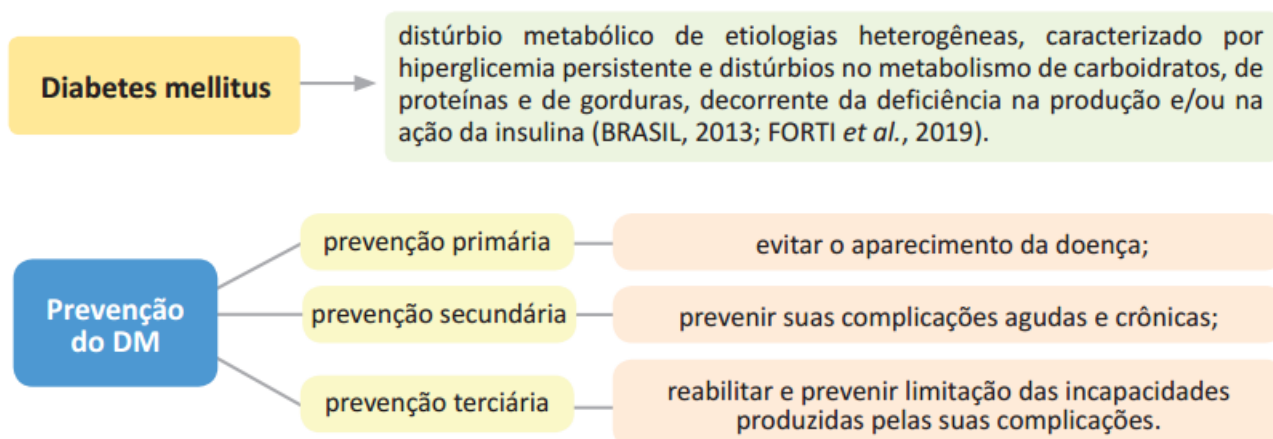 Diabetes mellitus
distúrbio metabólico de etiologias heterogêneas, caracterizado por
hiperglicemia persistente e distúrbios no metabolismo de carboidratos, de
proteínas e de gorduras, decorrente da deficiência na produção e/ou na
ação da insulina (BRASIL, 2013; FORTI et al., 2019).
Prevenção
do DM
prevenção primária
evitar o aparecimento da doença;
prevenção secundária
prevenir suas complicações agudas e crônicas;
prevenção terciária
reabilitar e prevenir limitação das incapacidades
produzidas pelas suas complicações.